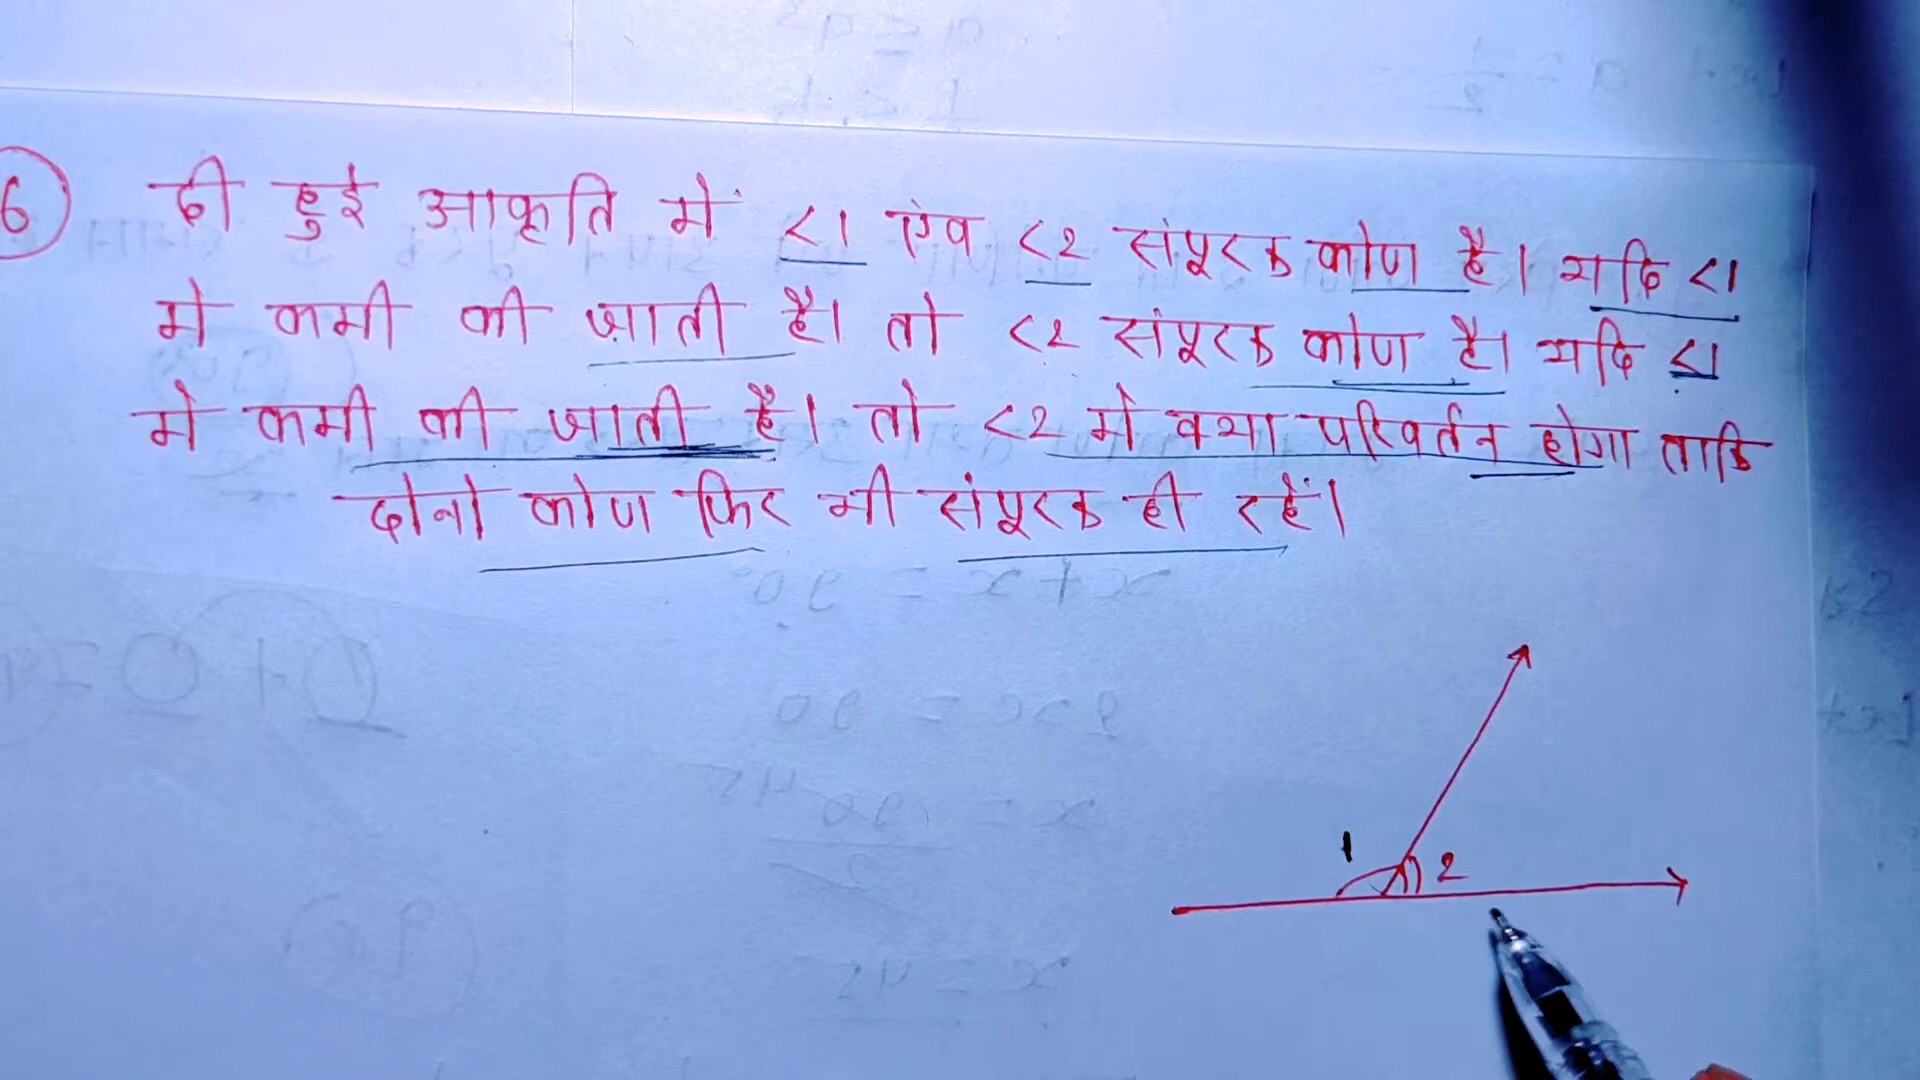 6 दी हुई आकृति में <1 एंव <2 संपूरक कोण है। यदि <1
मे कमी की जाती है। तो <2 संपूरक कोण है। यदि <1
मे कमी की जाती है। तो <2 मे क्या परिवर्तन होगा ताकि
दोनो कोण फिर भी संपूरक ही रहें।
1 2